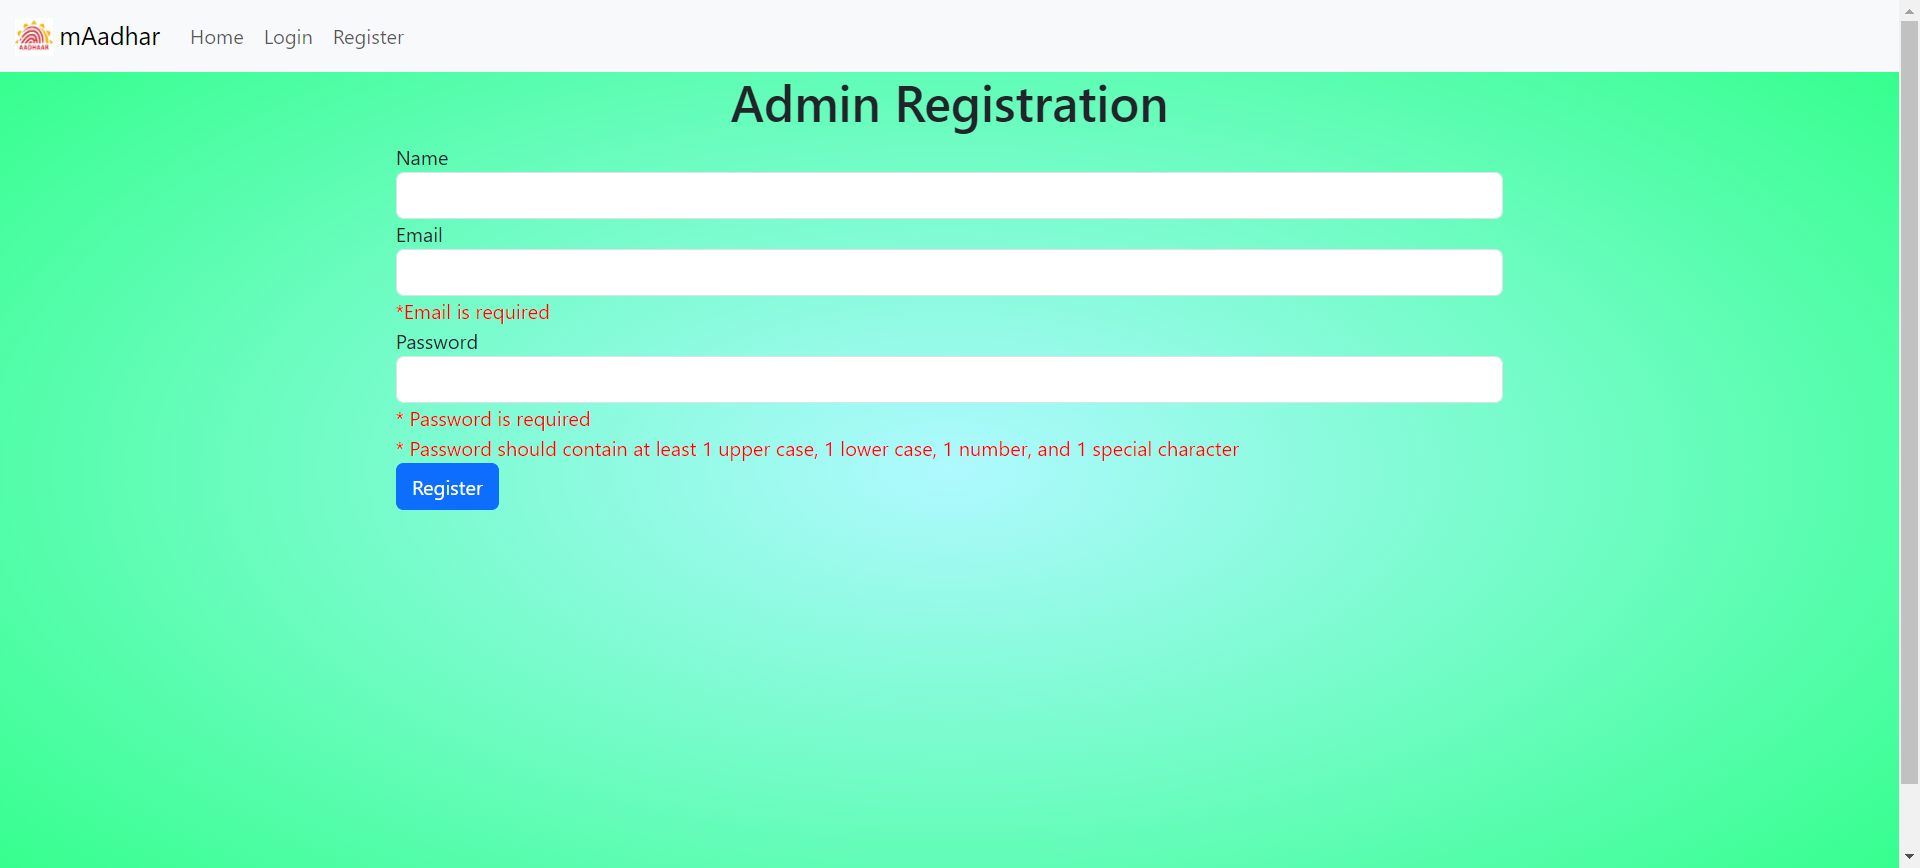 AADHAAR
mAadhar Home Login Register
Admin Registration
Name
Email
*Email is required
Password
* Password is required
* Password should contain at least 1 upper case, 1 lower case, 1 number, and 1 special character
Register